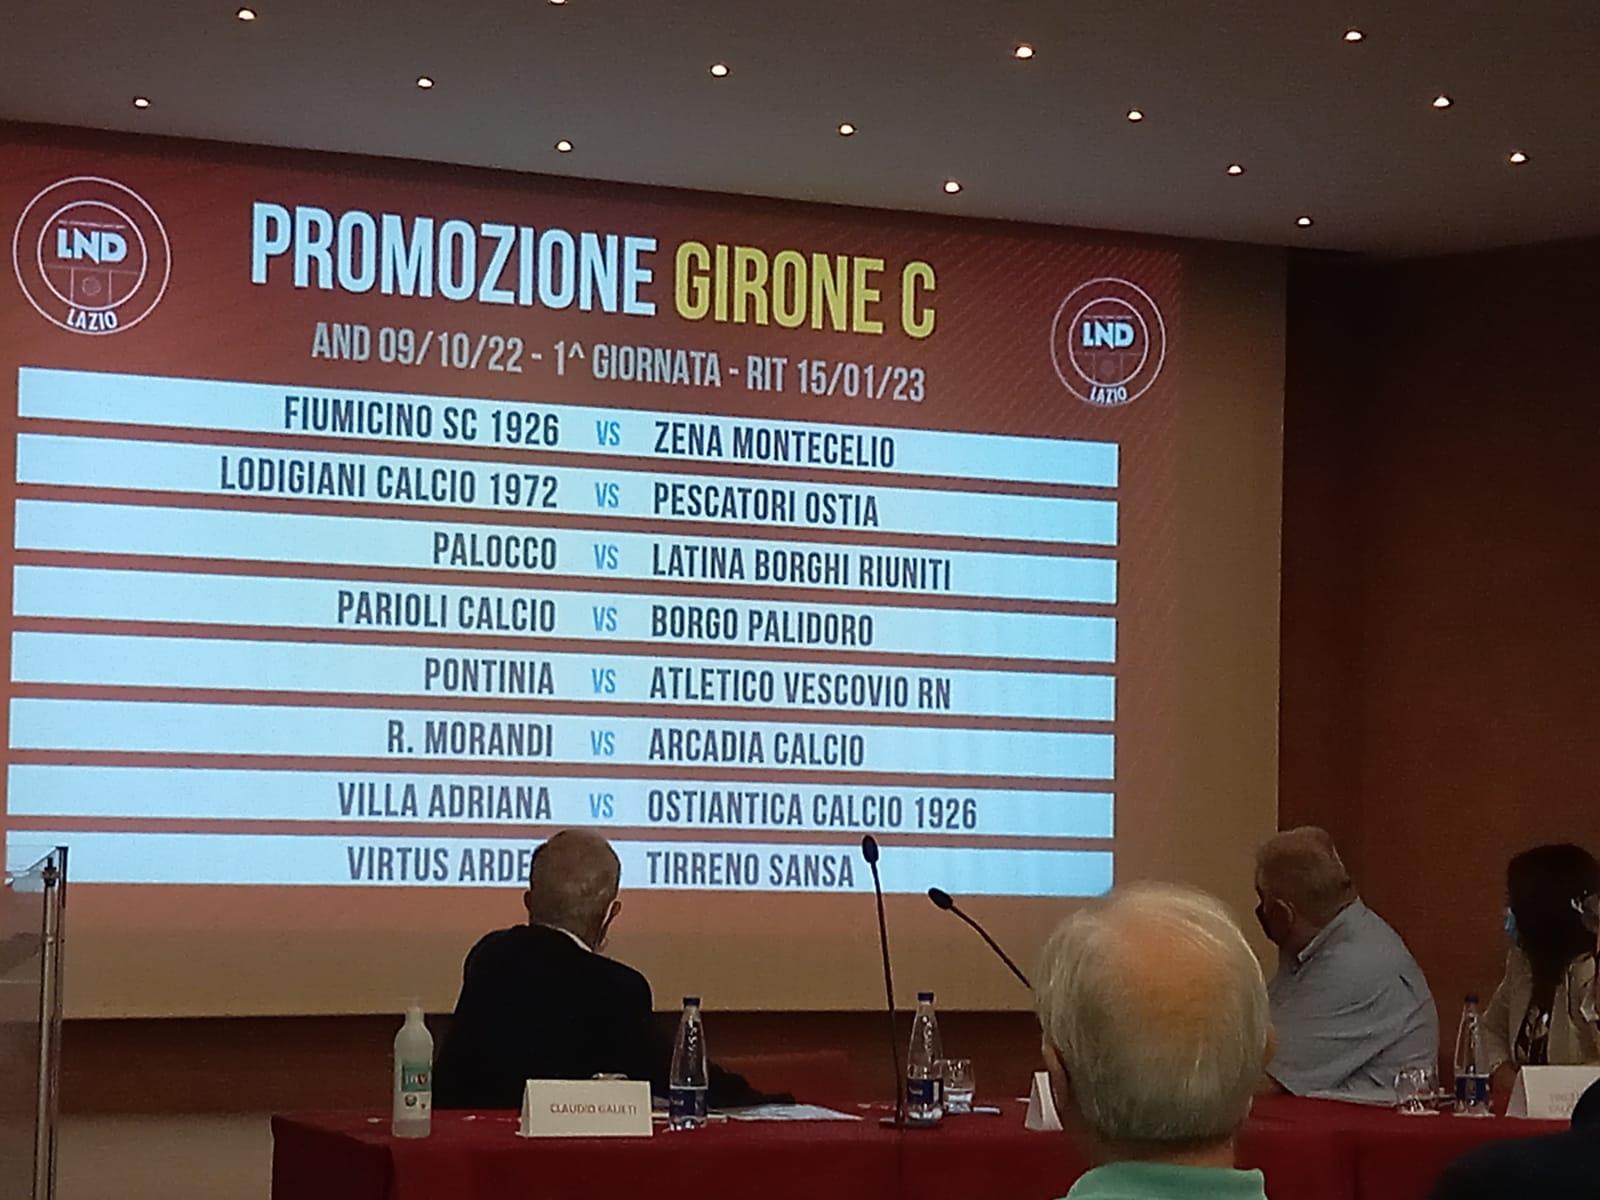 LND
LAZIO
PROMOZIONE GIRONE C
LND
LAZIO
AND 09/10/22 - 1^ GIORNATA - RIT 15/01/23
FIUMICINO SC 1926 VS ZENA MONTECELIO
LODIGIANI CALCIO 1972 VS PESCATORI OSTIA
PALOCCO VS LATINA BORGHI RIUNITI
PARIOLI CALCIO VS BORGO PALIDORO
PONTINIA VS ATLETICO VESCOVIO RN
R. MORANDI VS ARCADIA CALCIO
VILLA ADRIANA VS OSTIANTICA CALCIO 1926
VIRTUS ARDE TIRRENO SANSA
CLAUDIO GALIETI